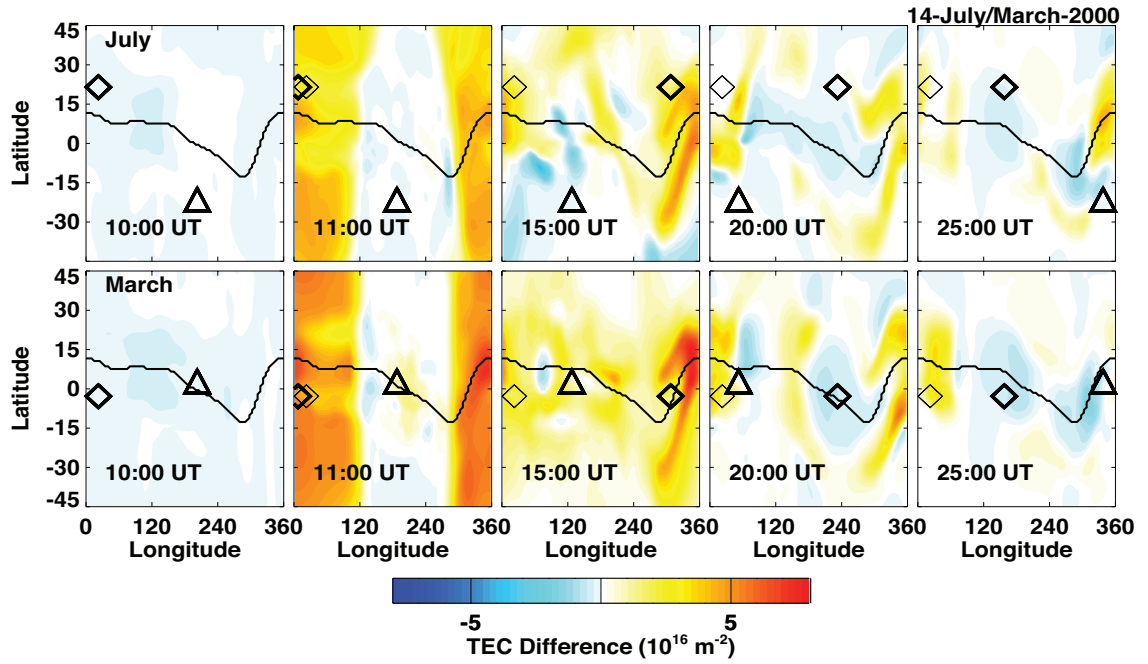 14-July/March-2000
45
30
15
0
-15
-30
Latitude
July
10:00 UT
11:00 UT
15:00 UT
20:00 UT
25:00 UT
45
30
15
0
-15
-30
-45
Latitude
March
10:00 UT
11:00 UT
15:00 UT
20:00 UT
25:00 UT
0 120 240 360 120 240 360 120 240 360 120 240 360 120 240 360
Longitude Longitude Longitude Longitude Longitude
-5 5
TEC Difference (10^16 m^-2)